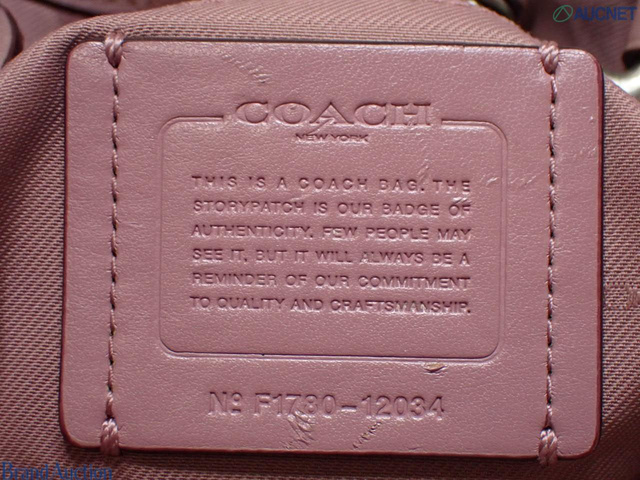 AUCNET
COACH
NEW YORK
THIS IS A COACH BAG. THE
STORYPATCH IS OUR BADGE OF
AUTHENTICITY. FEW PEOPLE MAY
SEE IT, BUT IT WILL ALWAYS BE A
REMINDER OF OUR COMMITMENT
TO QUALITY AND CRAFTSMANSHIP.
Nº F1780-12034
Brand Auction